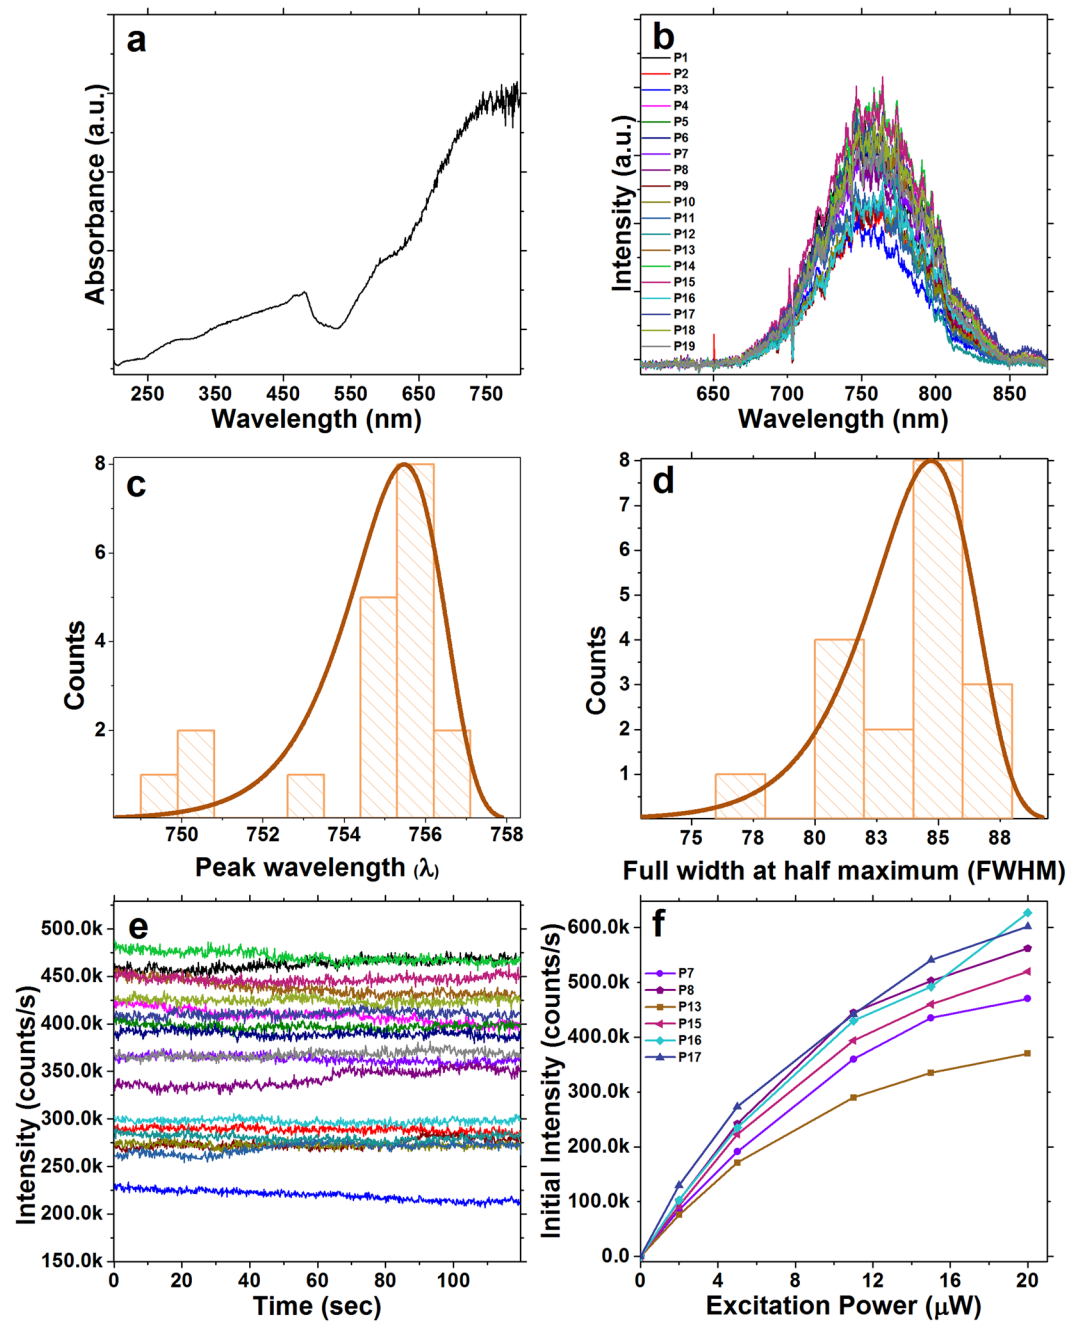 a
Absorbance (a.u.)
250 350 450 550 650 750
Wavelength (nm)
b
Intensity (a.u.)
P1
P2
P3
P4
P5
P6
P7
P8
P9
P10
P11
P12
P13
P14
P15
P16
P17
P18
P19
650 700 750 800 850
Wavelength (nm)
c
Counts
8
6
4
2
750 752 754 756 758
Peak wavelength (λ)
d
Counts
8
7
6
5
4
3
2
1
75 78 80 83 85 88
Full width at half maximum (FWHM)
e
Intensity (counts/s)
500.0k
450.0k
400.0k
350.0k
300.0k
250.0k
200.0k
150.0k
0 20 40 60 80 100
Time (sec)
f
Initial Intensity (counts/s)
600.0k
500.0k
400.0k
300.0k
200.0k
100.0k
0.0
P7
P8
P13
P15
P16
P17
0 4 8 12 16 20
Excitation Power (μW)